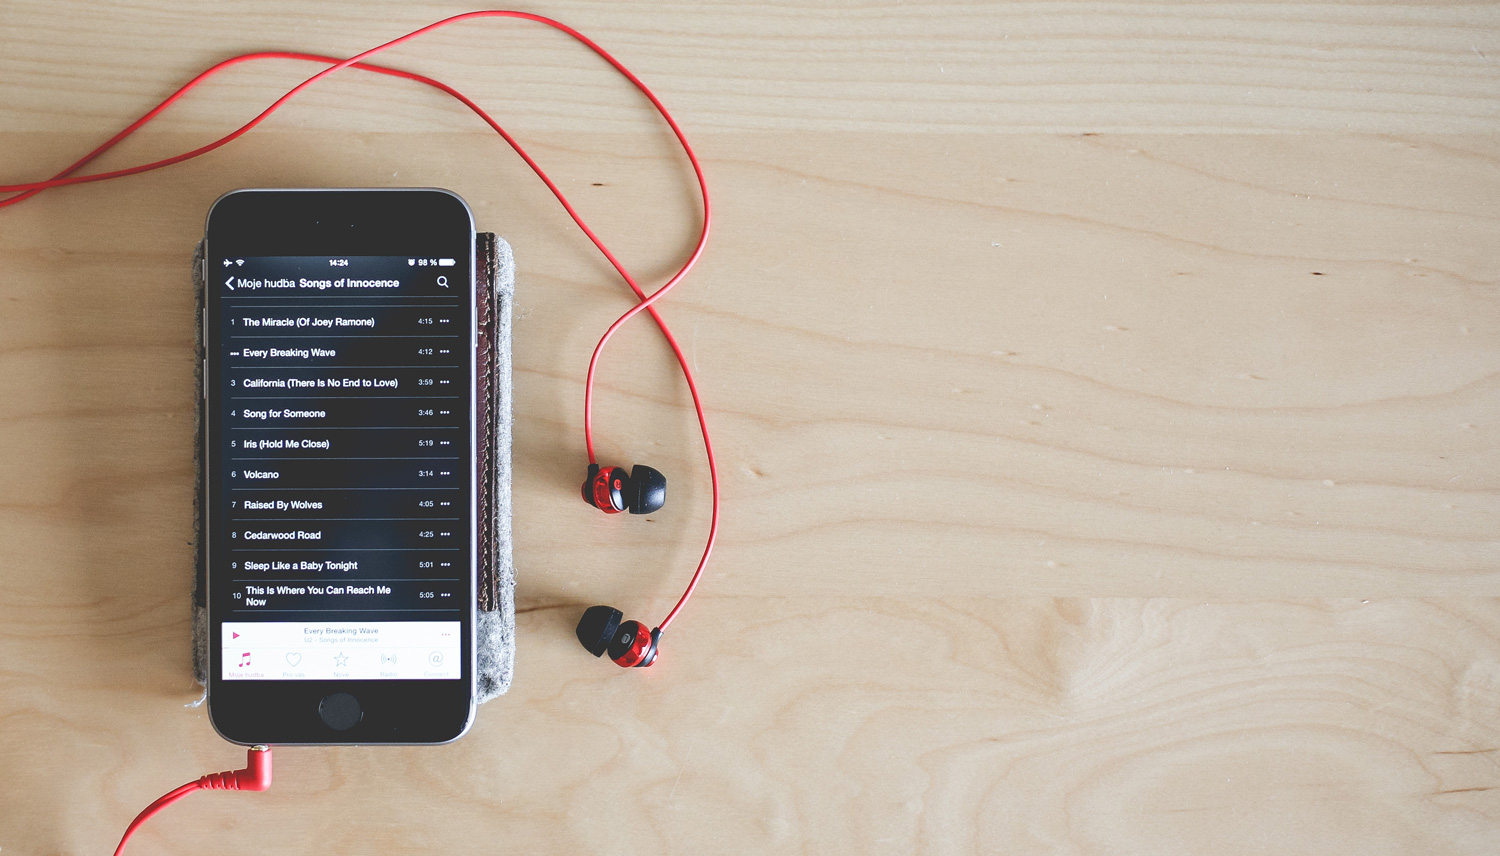 14:24 98 %
Moje hudba Songs of Innocence
1 The Miracle (Of Joey Ramone) 4:15 •••
Every Breaking Wave 4:12 •••
3 California (There Is No End to Love) 3:59 •••
4 Song for Someone 3:46 •••
5 Iris (Hold Me Close) 5:19 •••
6 Volcano 3:14 •••
7 Raised By Wolves 4:05 •••
8 Cedarwood Road 4:25 •••
9 Sleep Like a Baby Tonight 5:01 •••
10 This Is Where You Can Reach Me 5:05 •••
Now
Every Breaking Wave
U2 - Songs of Innocence
Moje hudba Pro vás Radio